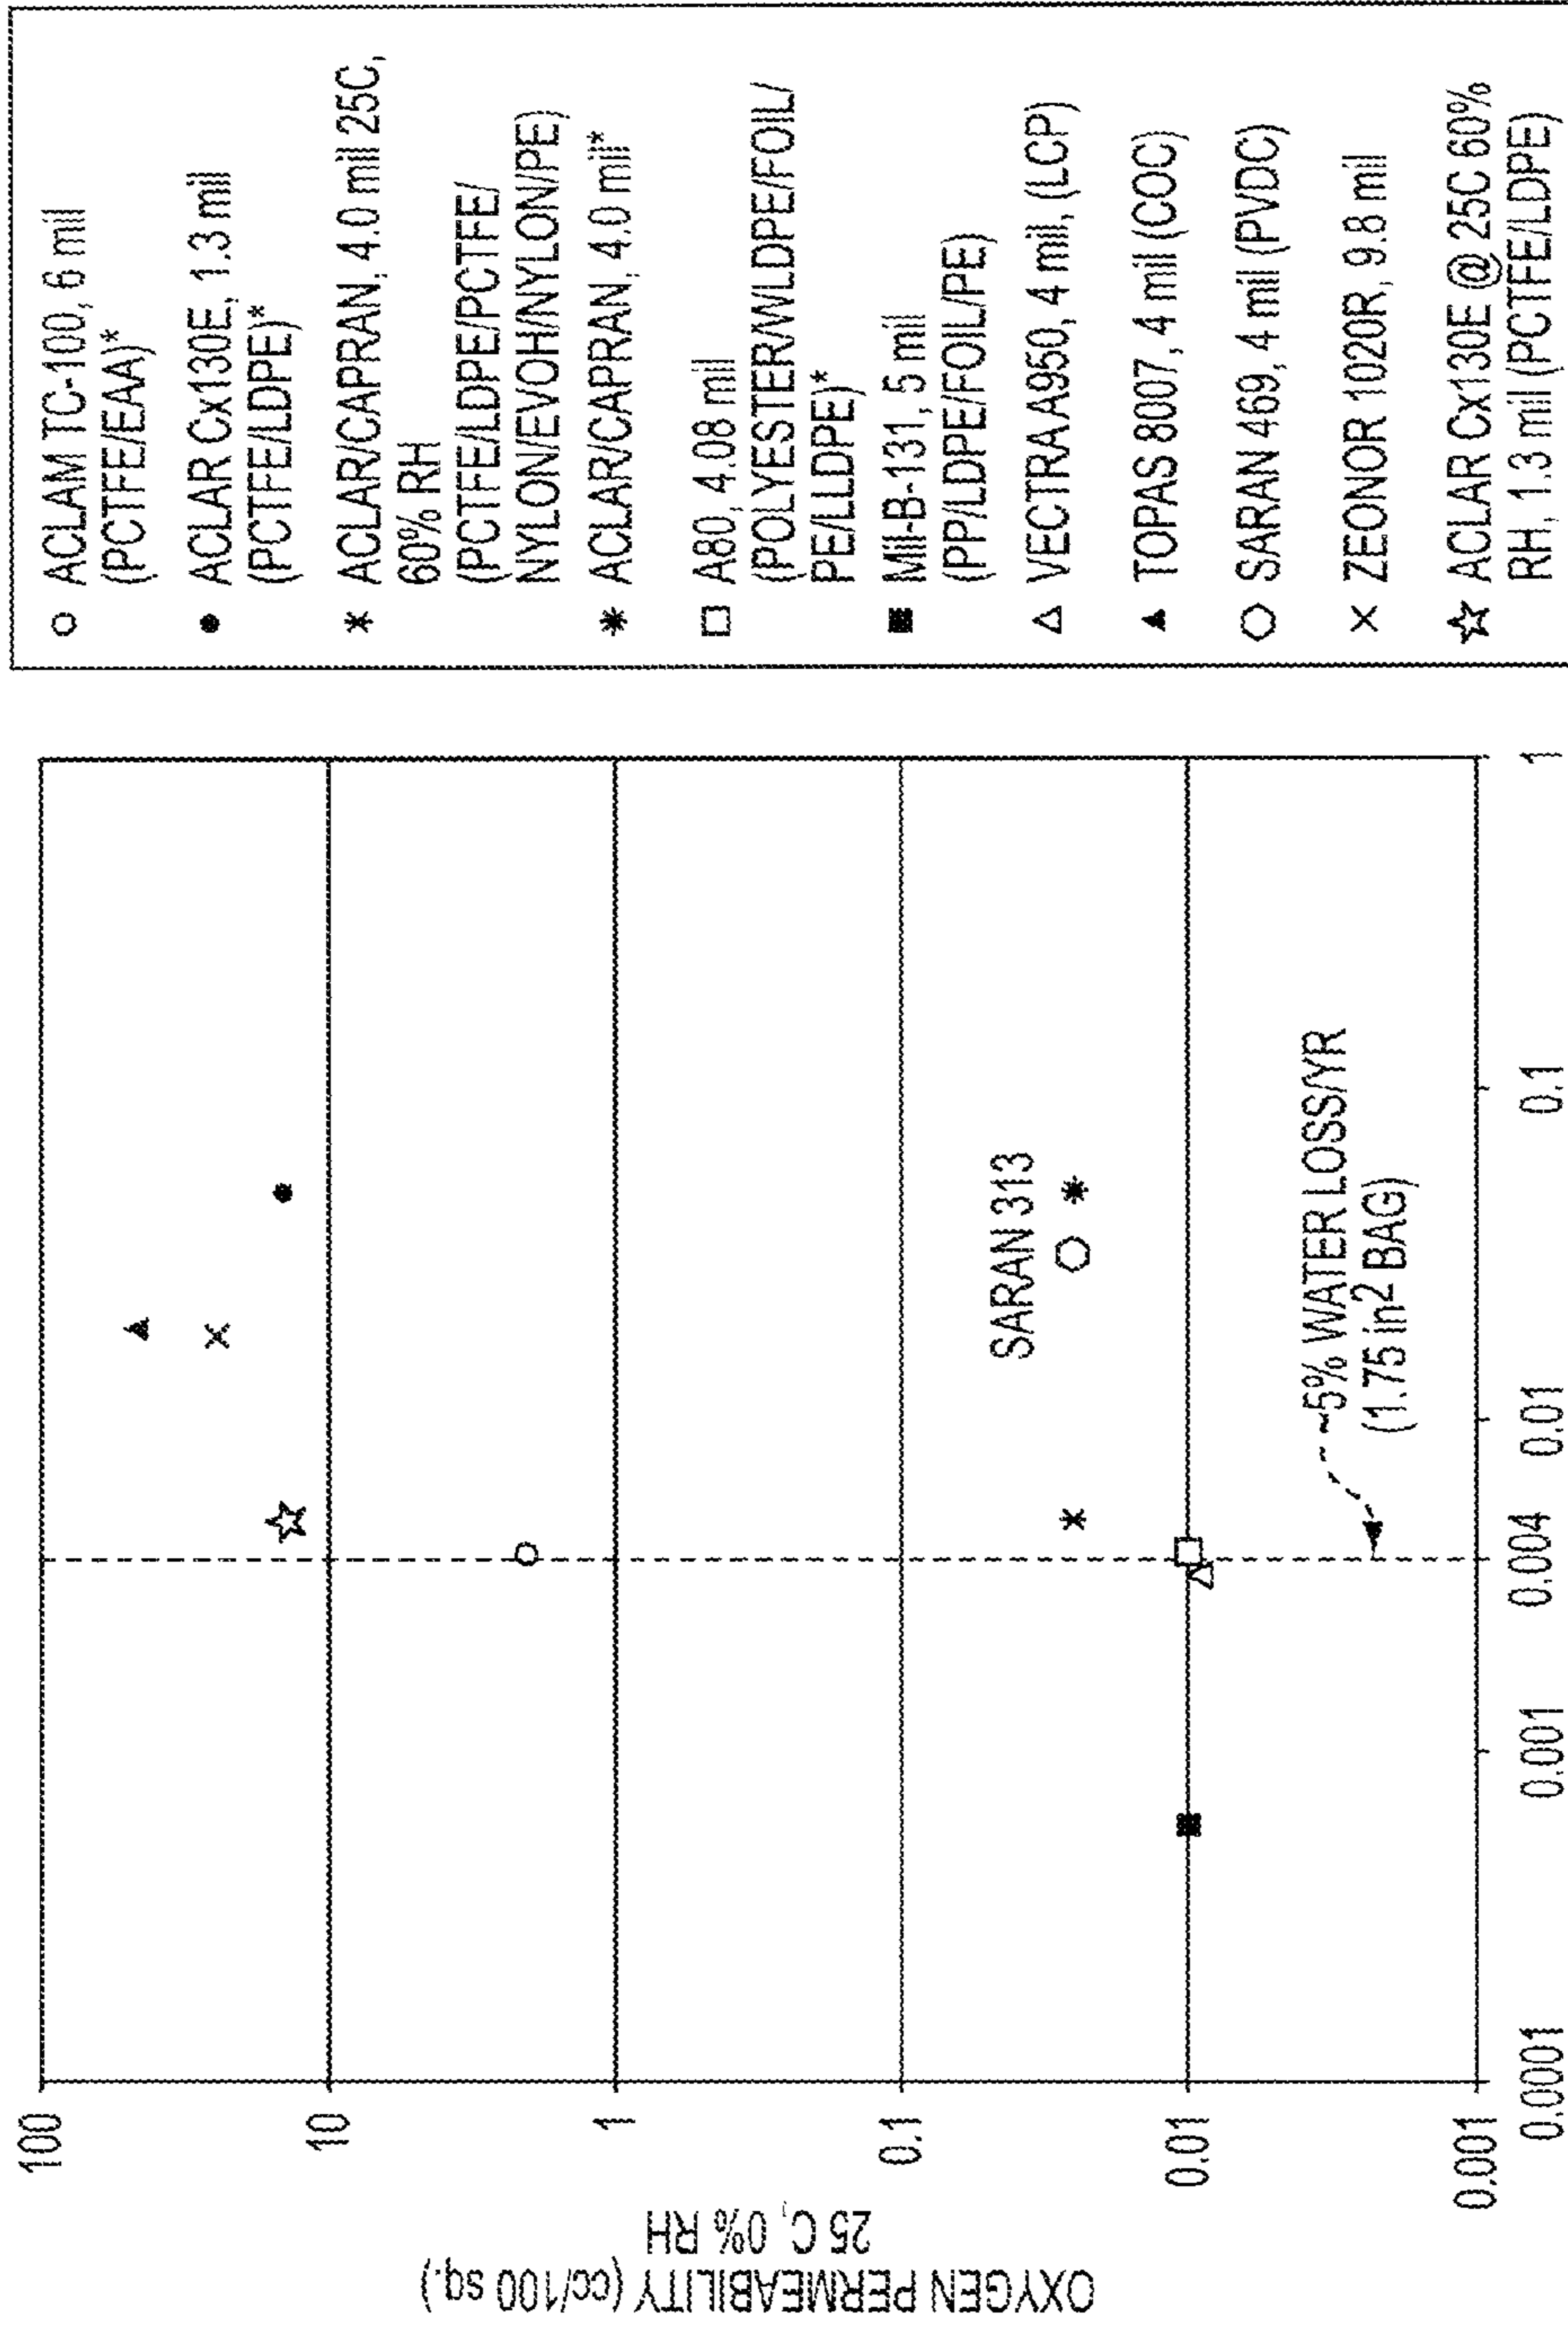 OXYGEN PERMEABILITY (cc/100 sq.)
25 C, 0% RH
100
10
1
0.1
0.01
0.001
0.0001
0.001
0.004
0.01
0.1
1
SARAN 313
~5% WATER LOSS/YR
(1.75 in2 BAG)
ACLAM TC-100, 6 mil
(PCTFE/EAA)*
ACLAR Cx130E, 1.3 mil
(PCTFE/LDPE)*
ACLAR/CAPRAN, 4.0 mil 25C,
60% RH
(PCTFE/LDPE/PCTFE/
NYLON/EVOH/NYLON/PE)
ACLAR/CAPRAN, 4.0 mil*
A80, 4.08 mil
(POLYESTER/WLDPE/FOIL/
PE/LLDPE)*
Mil-B-131, 5 mil
(PP/LDPE/FOIL/PE)
VECTRA A950, 4 mil, (LCP)
TOPAS 8007, 4 mil (COC)
SARAN 469, 4 mil (PVDC)
ZEONOR 1020R, 9.8 mil
ACLAR Cx130E @ 25C 60%
RH, 1.3 mil (PCTFE/LDPE)